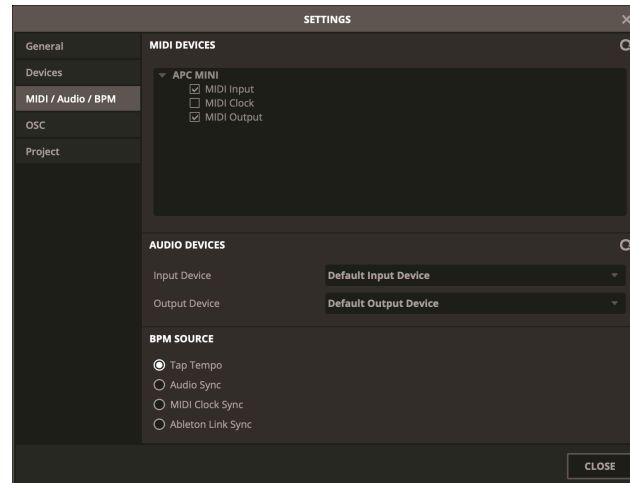 SETTINGS
General
Devices
MIDI / Audio / BPM
OSC
Project
MIDI DEVICES
APC MINI
MIDI Input
MIDI Clock
MIDI Output
AUDIO DEVICES
Input Device Default Input Device
Output Device Default Output Device
BPM SOURCE
Tap Tempo
Audio Sync
MIDI Clock Sync
Ableton Link Sync
CLOSE